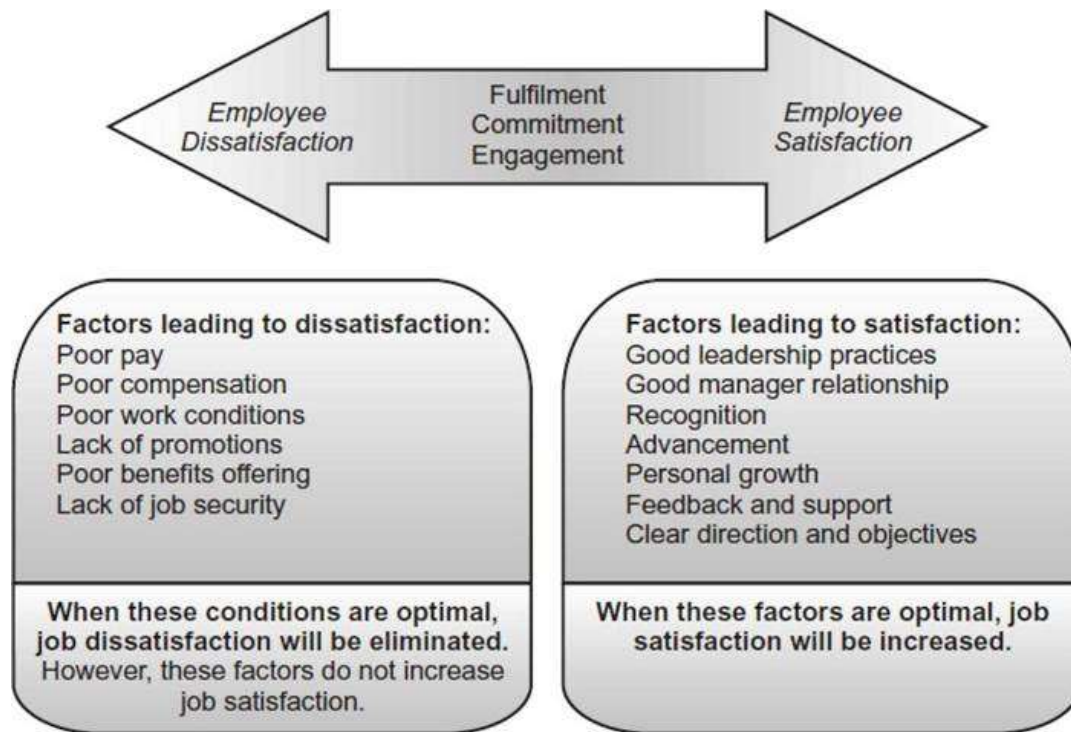 Employee
Dissatisfaction
Fulfilment
Commitment
Engagement
Employee
Satisfaction
Factors leading to dissatisfaction:
Poor pay
Poor compensation
Poor work conditions
Lack of promotions
Poor benefits offering
Lack of job security
When these conditions are optimal,
job dissatisfaction will be eliminated.
However, these factors do not increase
job satisfaction.
Factors leading to satisfaction:
Good leadership practices
Good manager relationship
Recognition
Advancement
Personal growth
Feedback and support
Clear direction and objectives
When these factors are optimal, job
satisfaction will be increased.